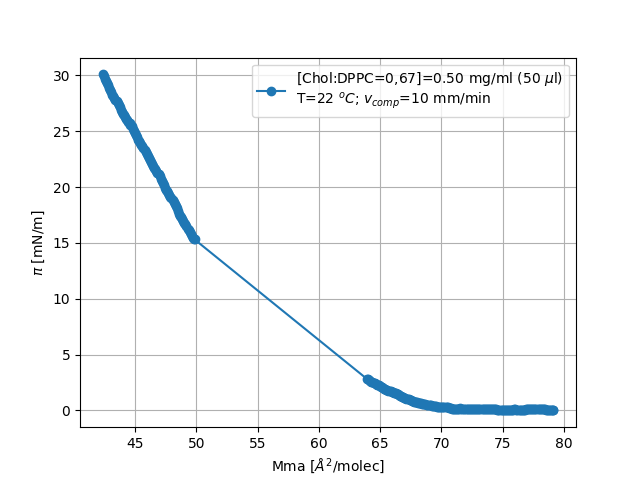 [Chol:DPPC=0,67]=0.50 mg/ml (50 μl)
T=22 °C; v_comp=10 mm/min
30
25
20
15
10
5
0
π [mN/m]
45 50 55 60 65 70 75 80
Mma [Å²/molec]